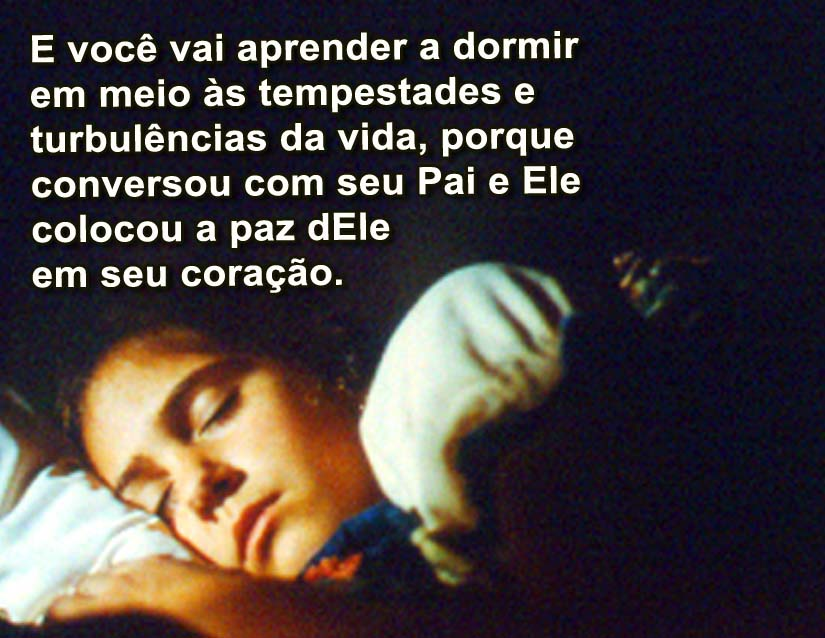 E você vai aprender a dormir
em meio às tempestades e
turbulências da vida, porque
conversou com seu Pai e Ele
colocou a paz dEle
em seu coração.